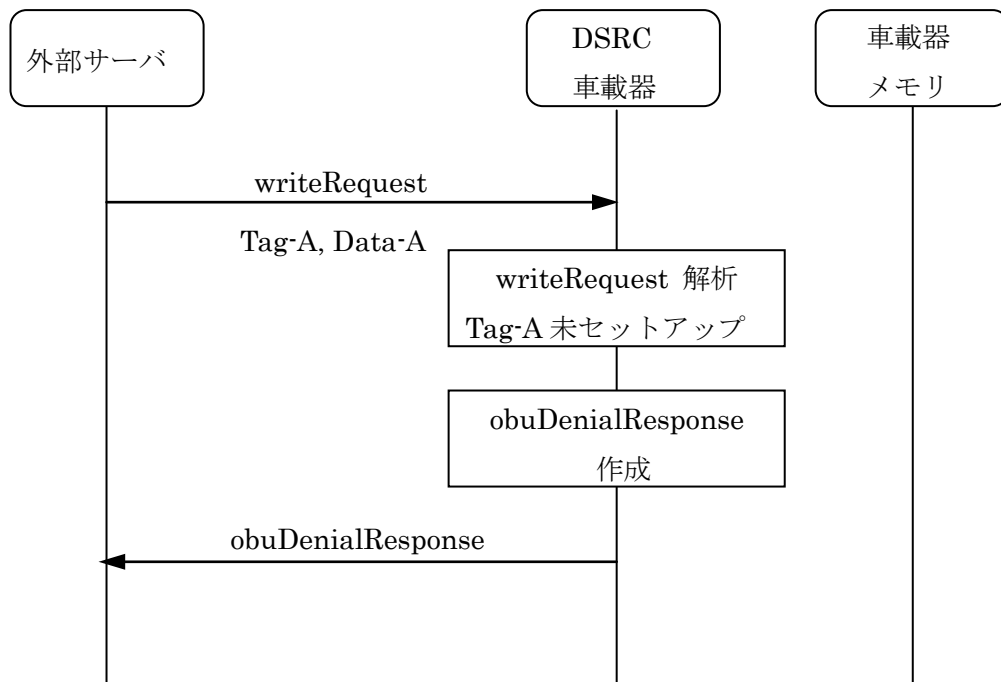 外部サーバ
DSRC
車載器
車載器
メモリ
writeRequest
Tag-A, Data-A
writeRequest 解析
Tag-A 未セットアップ
obuDenialResponse
作成
obuDenialResponse